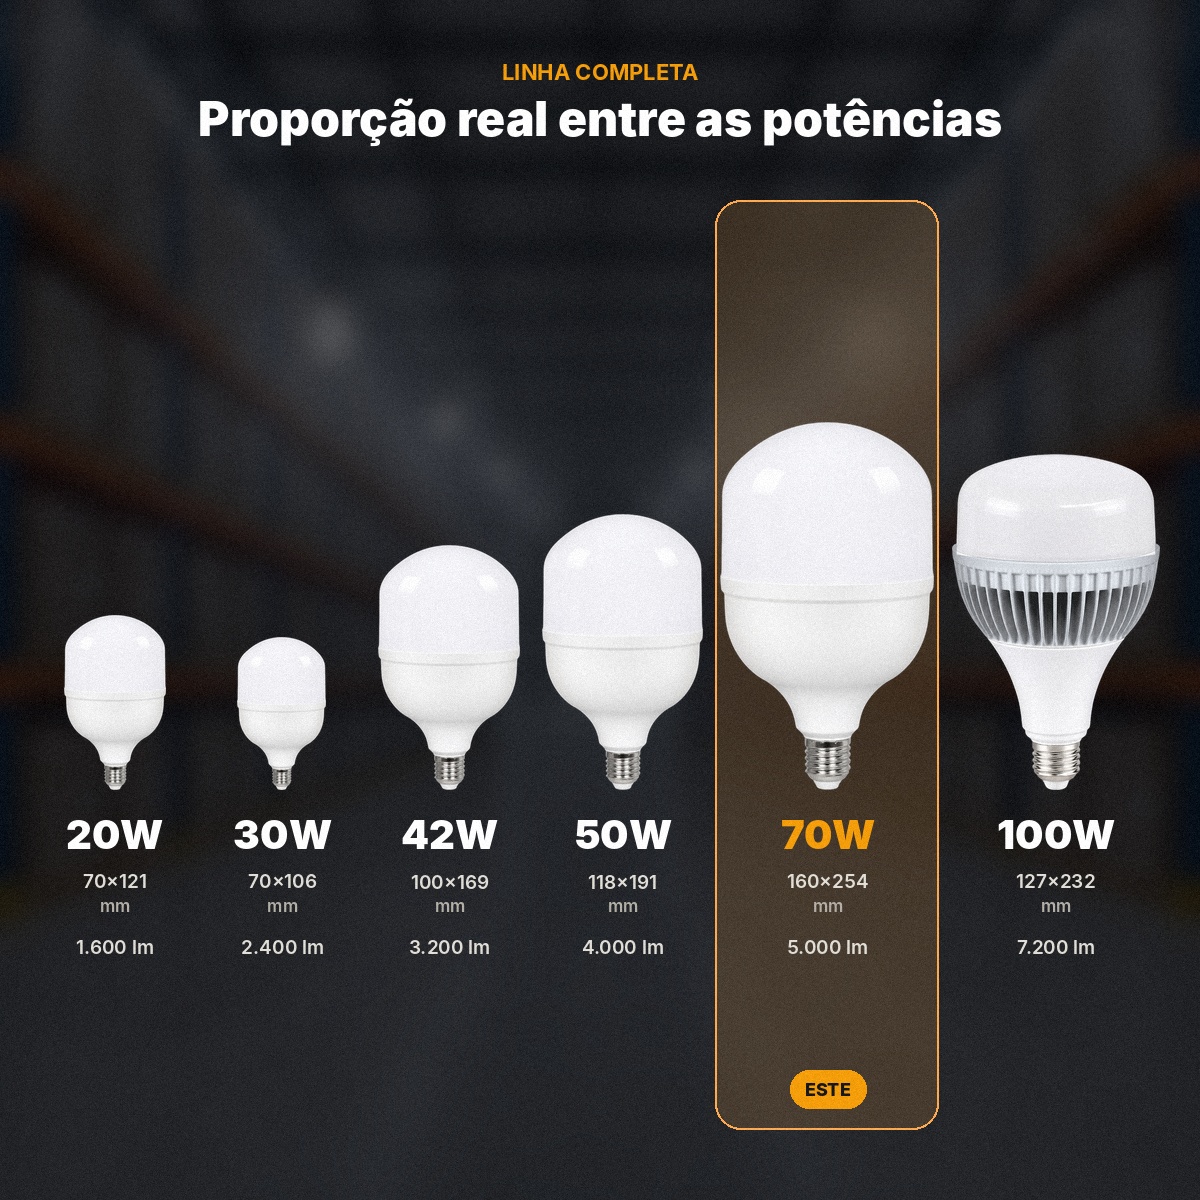 LINHA COMPLETA
Proporção real entre as potências
20W
70×121
mm
1.600 lm
30W
70×106
mm
2.400 lm
42W
100×169
mm
3.200 lm
50W
118×191
mm
4.000 lm
70W
160×254
mm
5.000 lm
ESTE
100W
127×232
mm
7.200 lm